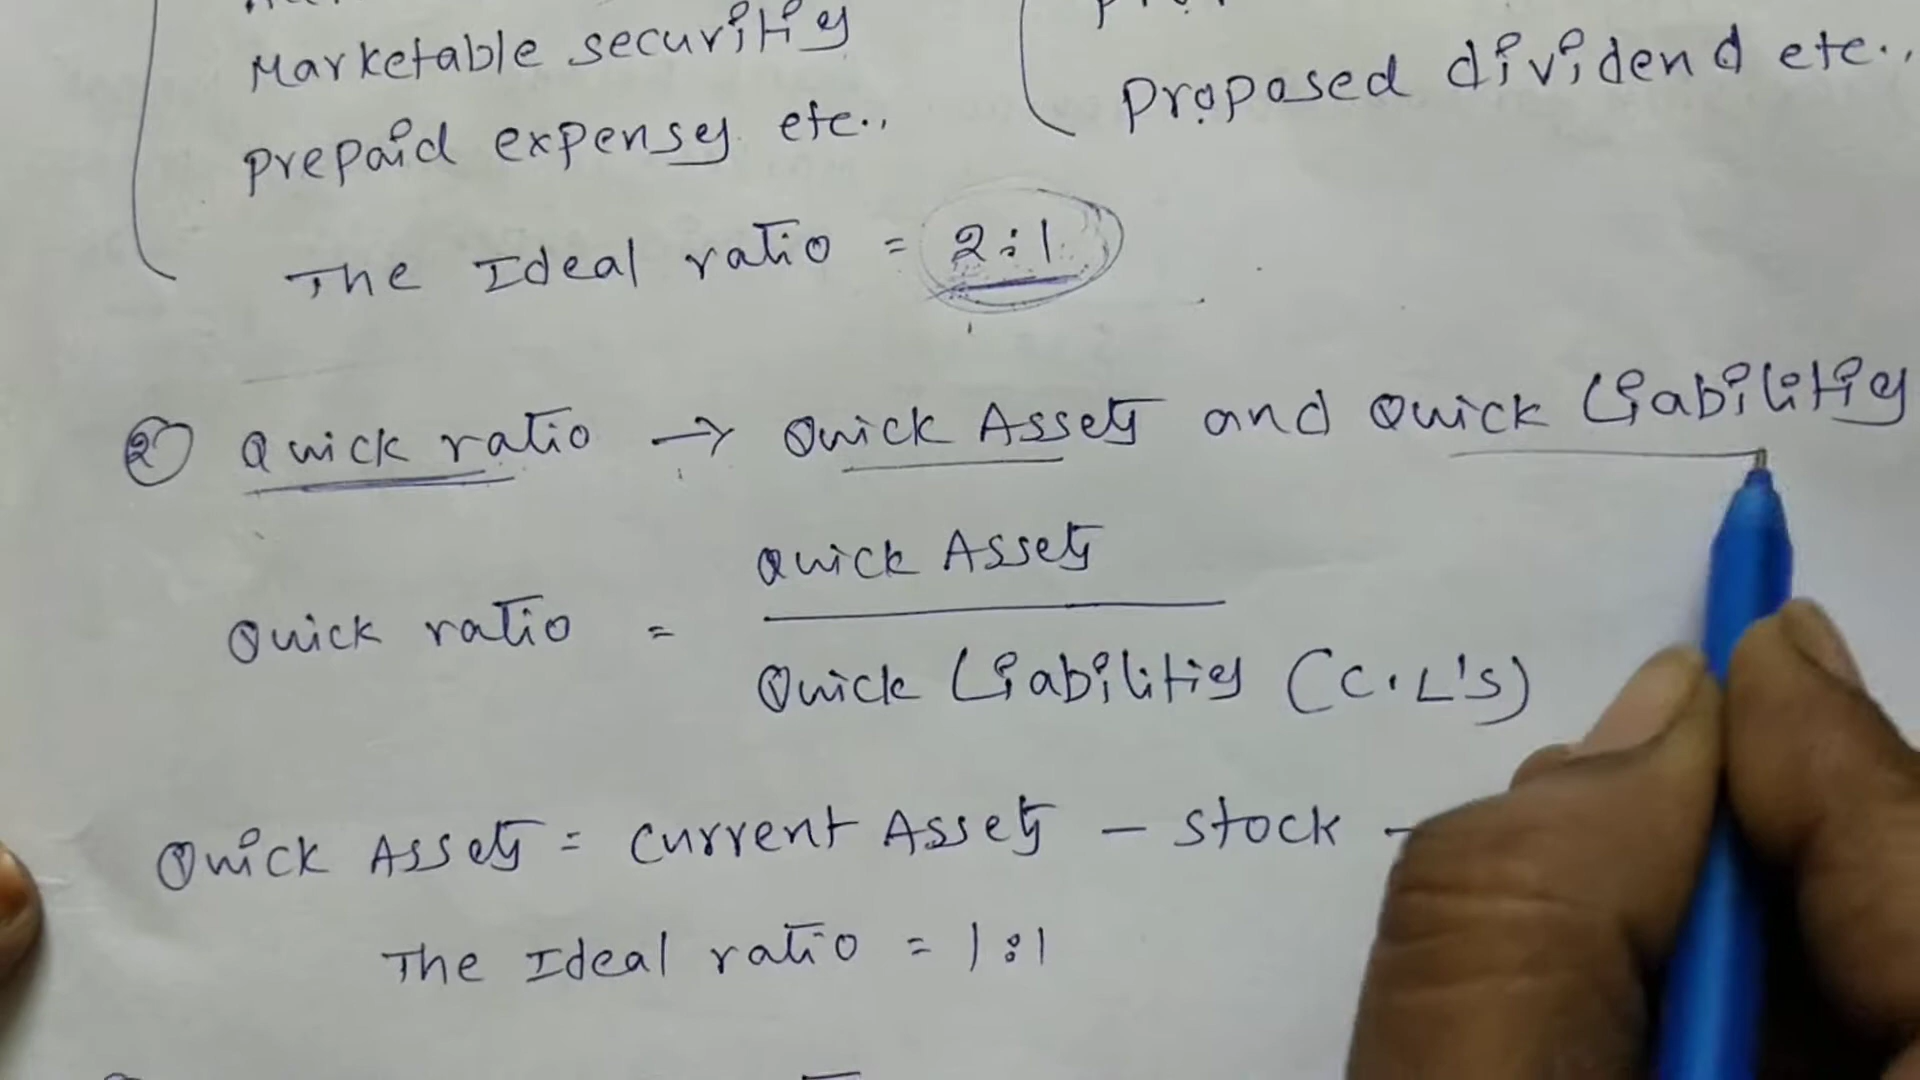 Marketable securities
proposed dividend etc..,
prepaid expenses etc..,
The Ideal ratio = 2:1
② Quick ratio → Quick Assets and Quick Liabilities
Quick ratio = Quick Assets
Quick Liabilities (C.L's)
Quick Assets = Current Assets - Stock -
The Ideal ratio = 1:1